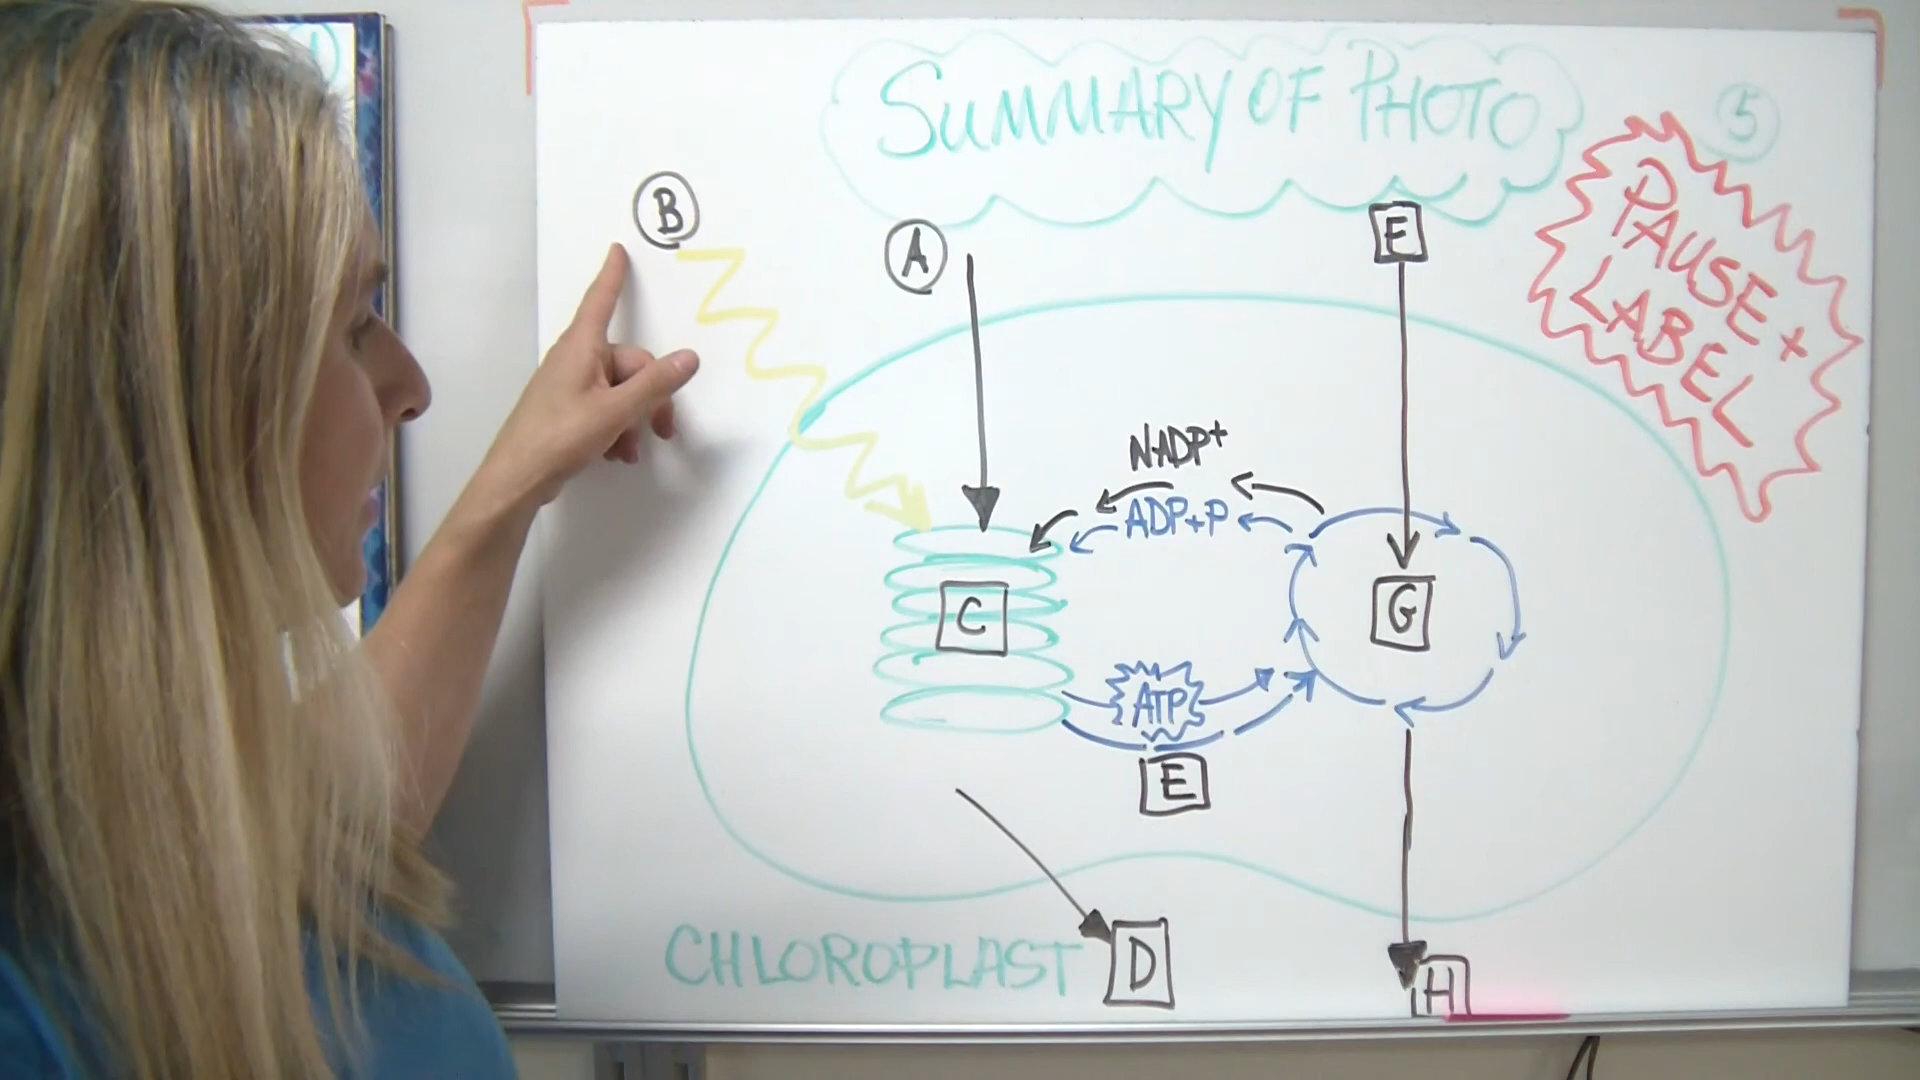 SUMMARY OF PHOTO
5
PAUSE +
LABEL
B
A
F
NADP+
ADP+P
C
G
ATP
E
CHLOROPLAST
D
H